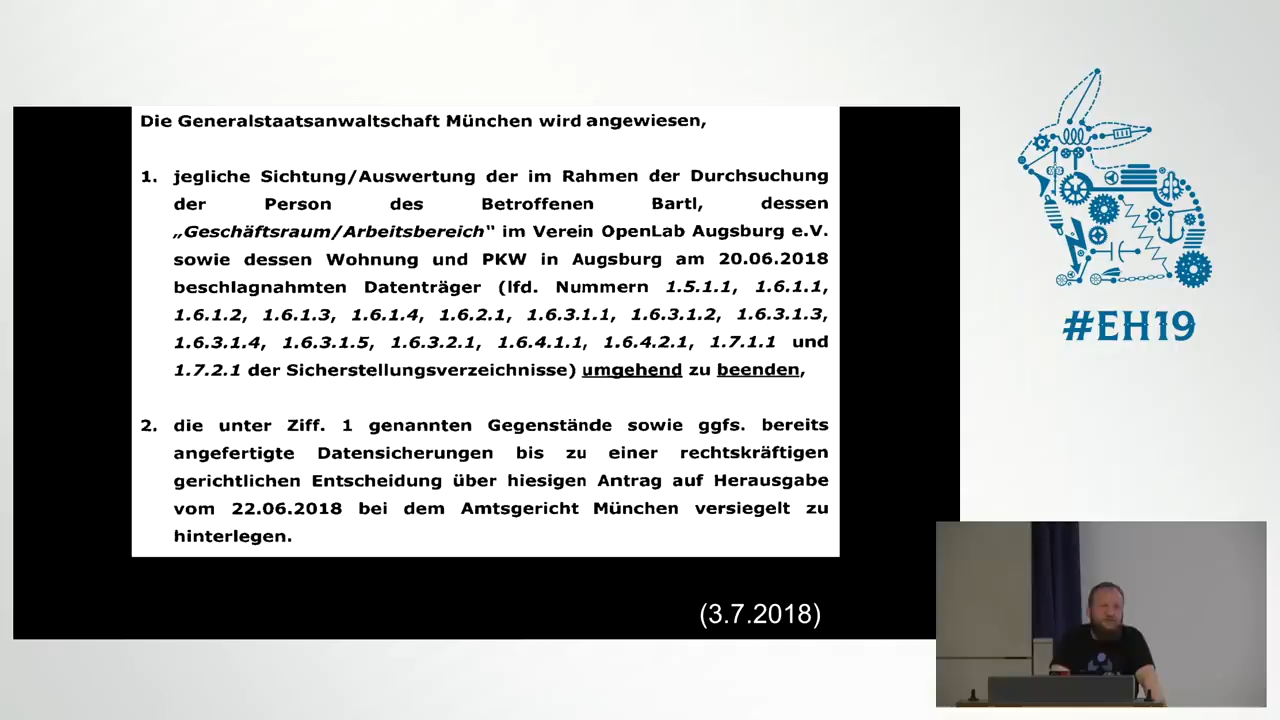 Die Generalstaatsanwaltschaft München wird angewiesen,
1. jegliche Sichtung/Auswertung der im Rahmen der Durchsuchung
der Person des Betroffenen Bartl, dessen
„Geschäftsraum/Arbeitsbereich“ im Verein OpenLab Augsburg e.V.
sowie dessen Wohnung und PKW in Augsburg am 20.06.2018
beschlagnahmten Datenträger (lfd. Nummern 1.5.1.1, 1.6.1.1,
1.6.1.2, 1.6.1.3, 1.6.1.4, 1.6.2.1, 1.6.3.1.1, 1.6.3.1.2, 1.6.3.1.3,
1.6.3.1.4, 1.6.3.1.5, 1.6.3.2.1, 1.6.4.1.1, 1.6.4.2.1, 1.7.1.1 und
1.7.2.1 der Sicherstellungsverzeichnisse) umgehend zu beenden,
2. die unter Ziff. 1 genannten Gegenstände sowie ggfs. bereits
angefertigte Datensicherungen bis zu einer rechtskräftigen
gerichtlichen Entscheidung über hiesigen Antrag auf Herausgabe
vom 22.06.2018 bei dem Amtsgericht München versiegelt zu
hinterlegen.
(3.7.2018)
#EH19